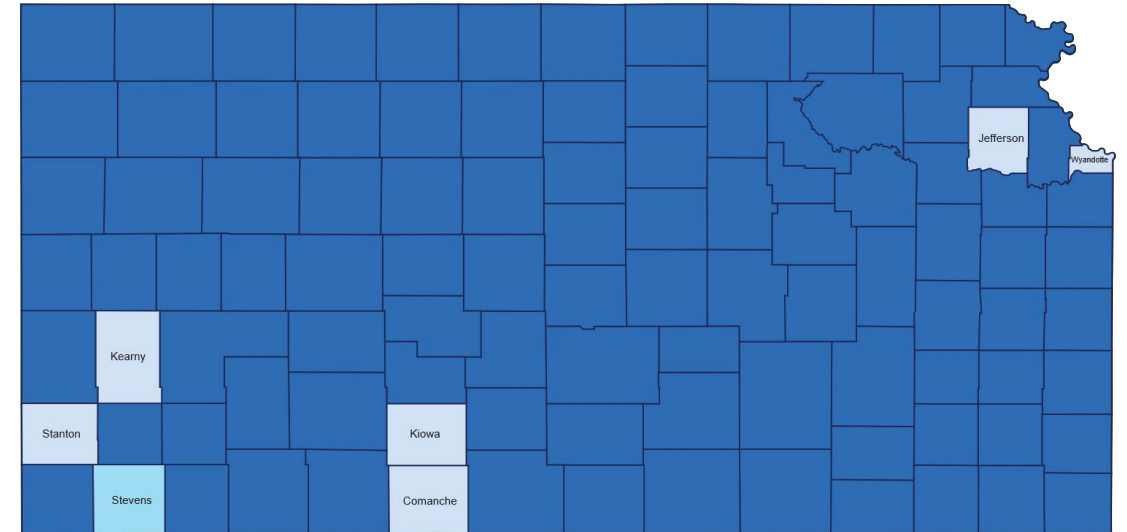 Jefferson
Wyandotte
Kearny
Stanton
Kiowa
Stevens
Comanche